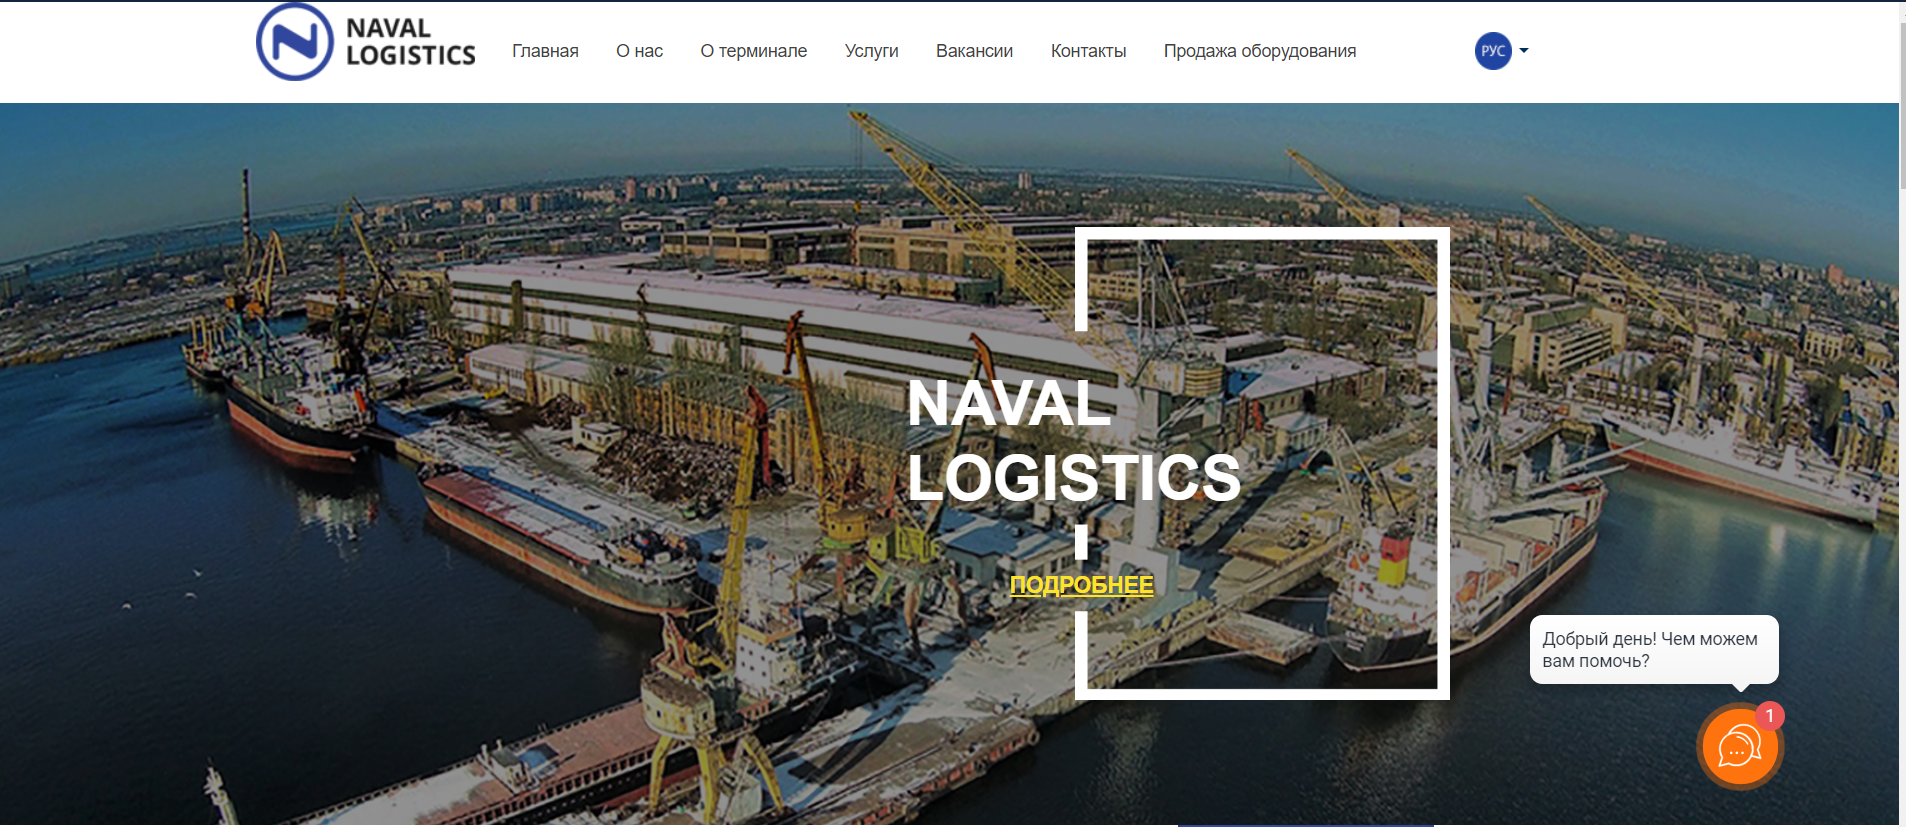 NAVAL
LOGISTICS
Главная О нас О терминале Услуги Вакансии Контакты Продажа оборудования
РУС
NAVAL
LOGISTICS
ПОДРОБНЕЕ
Добрый день! Чем можем
вам помочь?
1